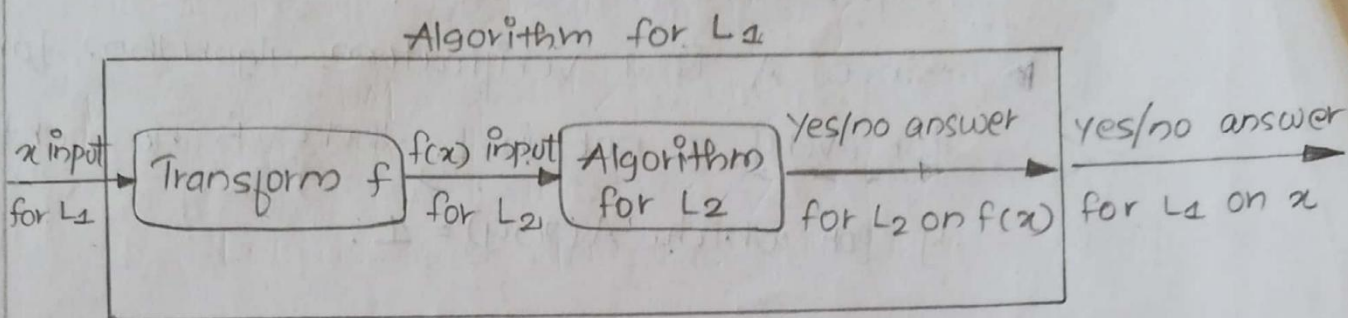 Algorithm for L1
x input
for L1
Transform f
f(x) input
for L2
Algorithm
for L2
Yes/no answer
for L2 on f(x)
yes/no answer
for L1 on x